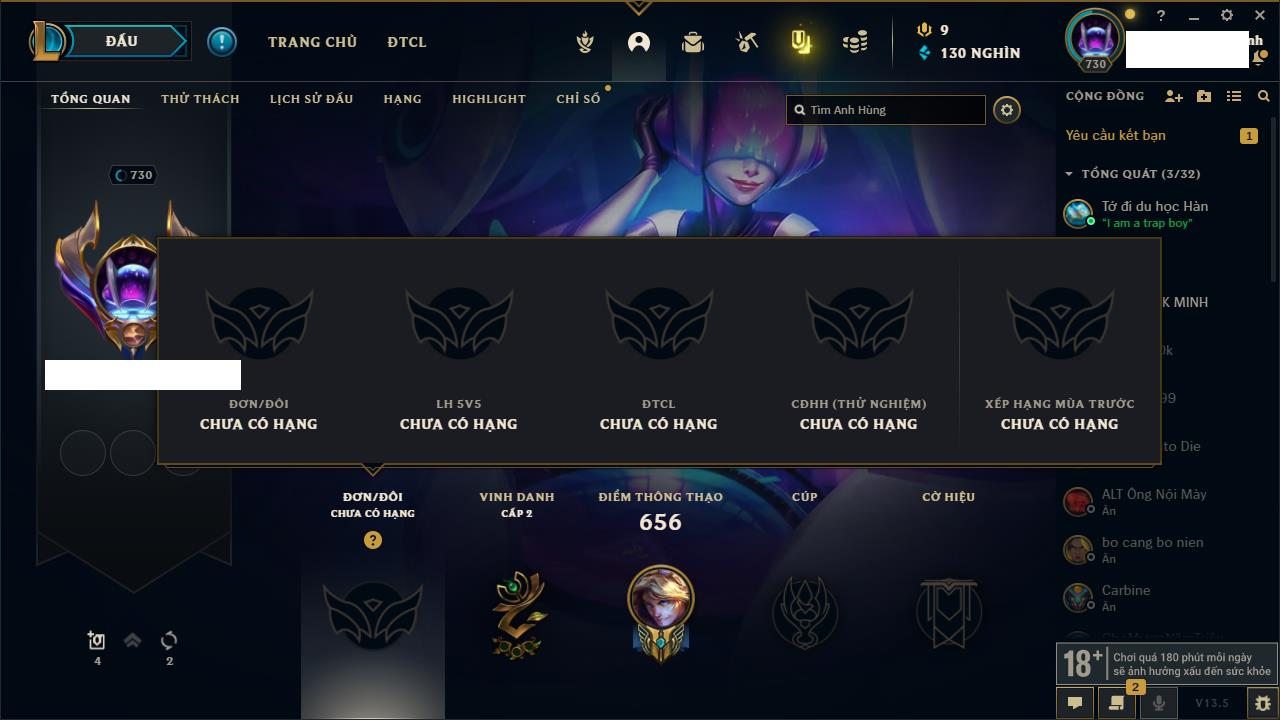 ĐẤU
TRANG CHỦ
ĐTCL
9
130 NGHÌN
730
nh
TỔNG QUAN
THỬ THÁCH
LỊCH SỬ ĐẤU
HẠNG
HIGHLIGHT
CHỈ SỐ
Tìm Anh Hùng
CỘNG ĐỒNG
Yêu cầu kết bạn
1
TỔNG QUÁT (3/32)
Tớ đi du học Hàn
“I am a trap boy”
730
K MINH
0k
99
to Die
ĐƠN/ĐÔI
CHƯA CÓ HẠNG
LH 5V5
CHƯA CÓ HẠNG
ĐTCL
CHƯA CÓ HẠNG
CĐHH (THỬ NGHIỆM)
CHƯA CÓ HẠNG
XẾP HẠNG MÙA TRƯỚC
CHƯA CÓ HẠNG
ĐƠN/ĐÔI
CHƯA CÓ HẠNG
?
VINH DANH
CẤP 2
ĐIỂM THÔNG THẠO
656
CÚP
CỜ HIỆU
ALT Ông Nội Mày
Ẩn
bo cang bo nien
Ẩn
Carbine
Ẩn
4
2
18+
Chơi quá 180 phút mỗi ngày
sẽ ảnh hưởng xấu đến sức khỏe
2
V13.5